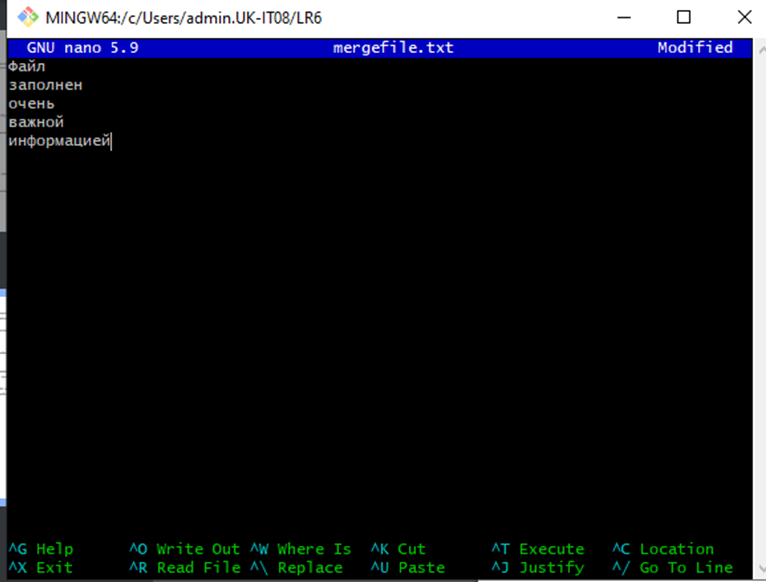 MINGW64:/c/Users/admin.UK-IT08/LR6
GNU nano 5.9 mergefile.txt Modified
файл
заполнен
очень
важной
информацией
^G Help ^O Write Out ^W Where Is ^K Cut ^T Execute ^C Location
^X Exit ^R Read File ^\ Replace ^U Paste ^J Justify ^/ Go To Line